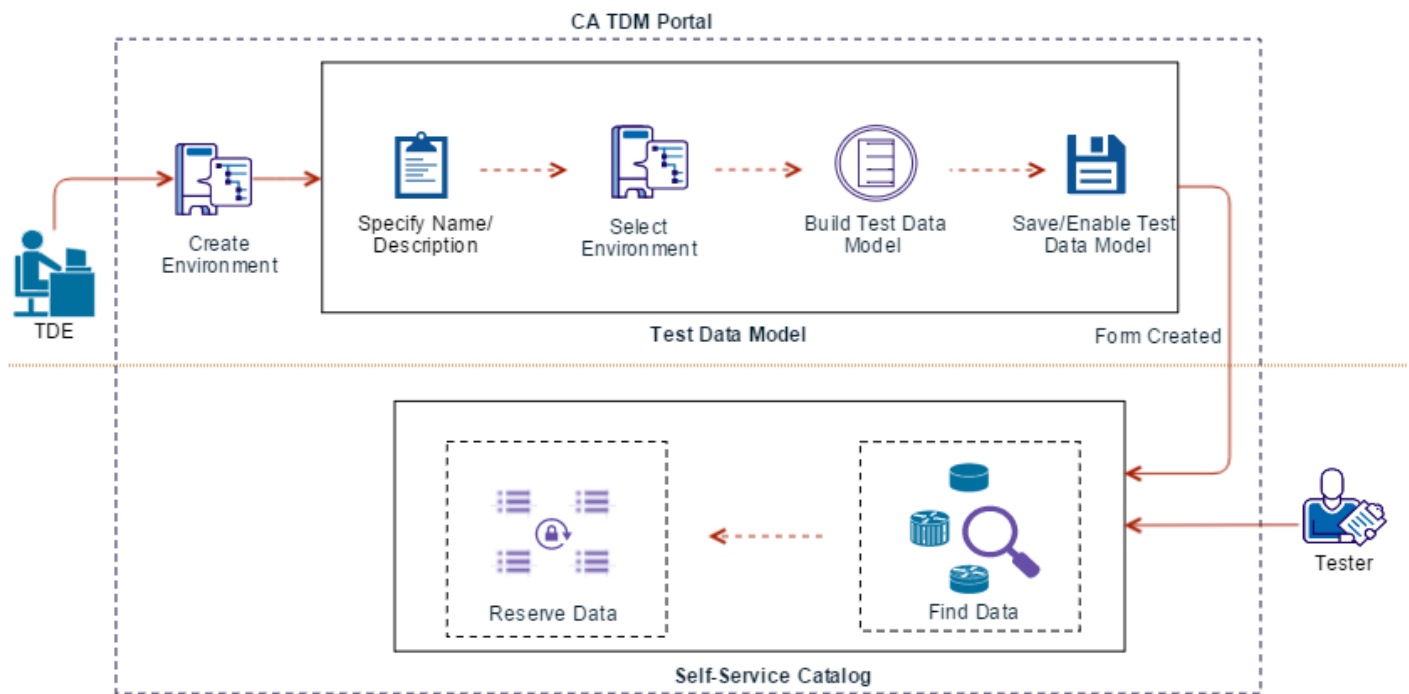 CA TDM Portal
Specify Name/
Description
Select
Environment
Build Test Data
Model
Save/Enable Test
Data Model
Create
Environment
TDE
Test Data Model
Form Created
Reserve Data
Find Data
Tester
Self-Service Catalog